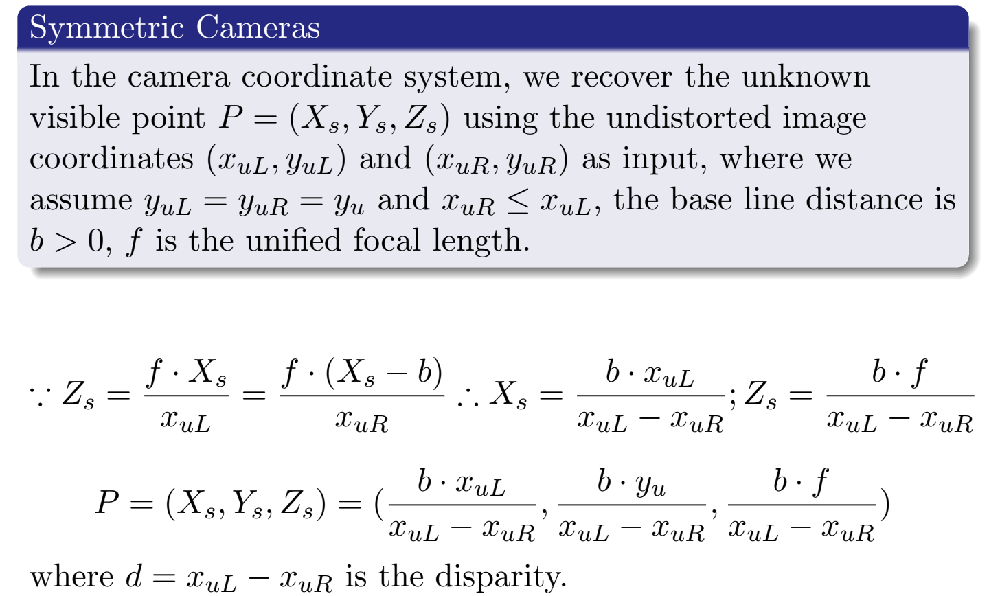 Symmetric Cameras
In the camera coordinate system, we recover the unknown
visible point $P = (X_s, Y_s, Z_s)$ using the undistorted image
coordinates $(x_{uL}, y_{uL})$ and $(x_{uR}, y_{uR})$ as input, where we
assume $y_{uL} = y_{uR} = y_u$ and $x_{uR} \leq x_{uL}$, the base line distance is
$b > 0$, $f$ is the unified focal length.
$\because Z_s = \frac{f \cdot X_s}{x_{uL}} = \frac{f \cdot (X_s - b)}{x_{uR}} \therefore X_s = \frac{b \cdot x_{uL}}{x_{uL} - x_{uR}}; Z_s = \frac{b \cdot f}{x_{uL} - x_{uR}}$
$P = (X_s, Y_s, Z_s) = (\frac{b \cdot x_{uL}}{x_{uL} - x_{uR}}, \frac{b \cdot y_u}{x_{uL} - x_{uR}}, \frac{b \cdot f}{x_{uL} - x_{uR}})$
where $d = x_{uL} - x_{uR}$ is the disparity.